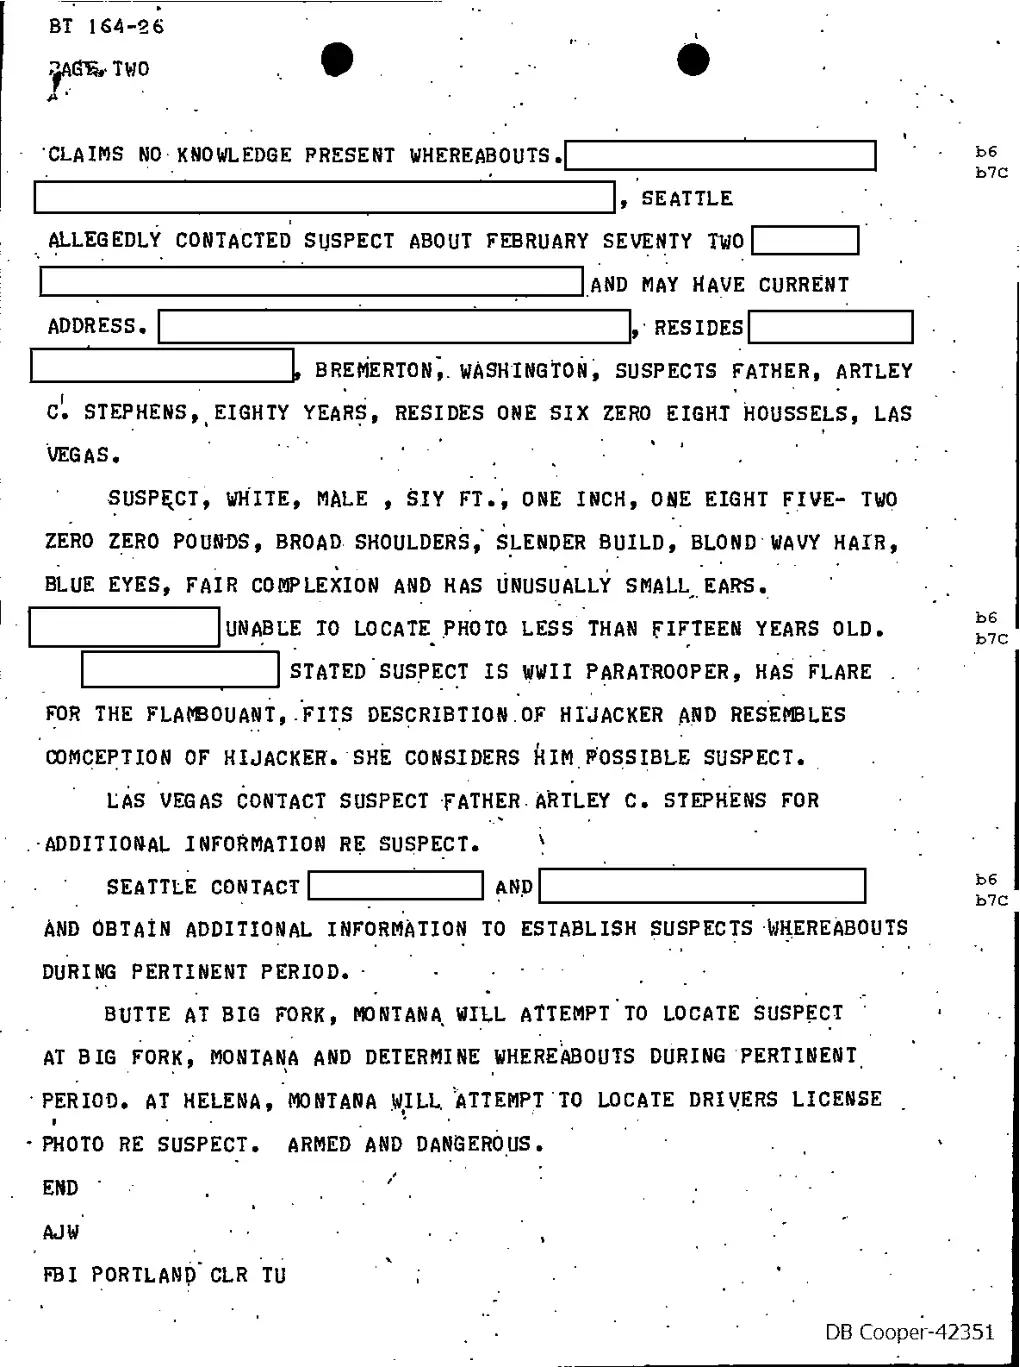 BT 164-26
PAGE TWO
CLAIMS NO KNOWLEDGE PRESENT WHEREABOUTS.
b6
b7C
, SEATTLE
ALLEGEDLY CONTACTED SUSPECT ABOUT FEBRUARY SEVENTY TWO
AND MAY HAVE CURRENT
ADDRESS. , RESIDES
, BREMERTON, WASHINGTON, SUSPECTS FATHER, ARTLEY
C. STEPHENS, EIGHTY YEARS, RESIDES ONE SIX ZERO EIGHT HOUSSELS, LAS
VEGAS.
SUSPECT, WHITE, MALE , SIY FT., ONE INCH, ONE EIGHT FIVE- TWO
ZERO ZERO POUNDS, BROAD SHOULDERS, SLENDER BUILD, BLOND WAVY HAIR,
BLUE EYES, FAIR COMPLEXION AND HAS UNUSUALLY SMALL EARS.
UNABLE TO LOCATE PHOTO LESS THAN FIFTEEN YEARS OLD.
b6
b7C
STATED SUSPECT IS WWII PARATROOPER, HAS FLARE
FOR THE FLAMBOUANT, FITS DESCRIBTION OF HIJACKER AND RESEMBLES
COMCEPTION OF HIJACKER. SHE CONSIDERS HIM POSSIBLE SUSPECT.
LAS VEGAS CONTACT SUSPECT FATHER ARTLEY C. STEPHENS FOR
ADDITIONAL INFORMATION RE SUSPECT.
SEATTLE CONTACT AND
b6
b7C
AND OBTAIN ADDITIONAL INFORMATION TO ESTABLISH SUSPECTS WHEREABOUTS
DURING PERTINENT PERIOD.
BUTTE AT BIG FORK, MONTANA WILL ATTEMPT TO LOCATE SUSPECT
AT BIG FORK, MONTANA AND DETERMINE WHEREABOUTS DURING PERTINENT
PERIOD. AT HELENA, MONTANA WILL ATTEMPT TO LOCATE DRIVERS LICENSE
PHOTO RE SUSPECT. ARMED AND DANGEROUS.
END
AJW
FBI PORTLAND CLR TU
DB Cooper-42351